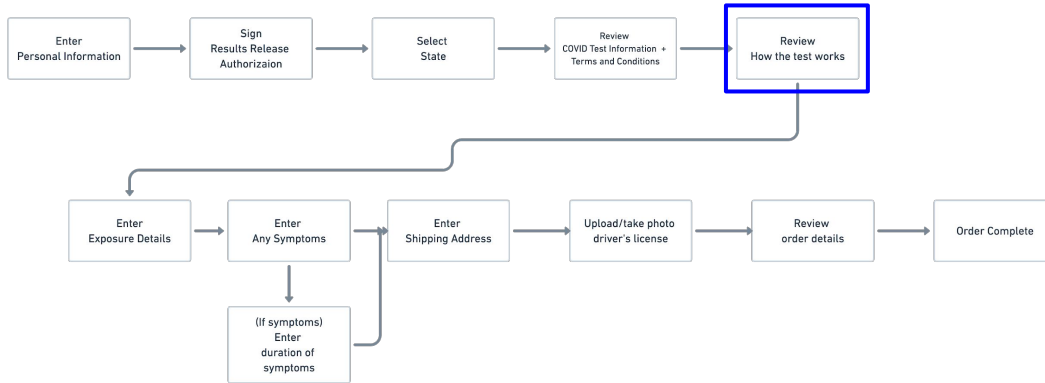 Enter
Personal Information
Sign
Results Release
Authorizaion
Select
State
Review
COVID Test Information +
Terms and Conditions
Review
How the test works
Enter
Exposure Details
Enter
Any Symptoms
Enter
Shipping Address
Upload/take photo
driver's license
Review
order details
Order Complete
(If symptoms)
Enter
duration of
symptoms